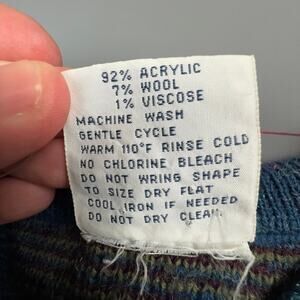 92% ACRYLIC
7% WOOL
1% VISCOSE
MACHINE WASH
GENTLE CYCLE
WARM 110°F RINSE COLD
NO CHLORINE BLEACH
DO NOT WRING SHAPE
TO SIZE DRY FLAT
COOL IRON IF NEEDED
DO NOT DRY CLEAN.